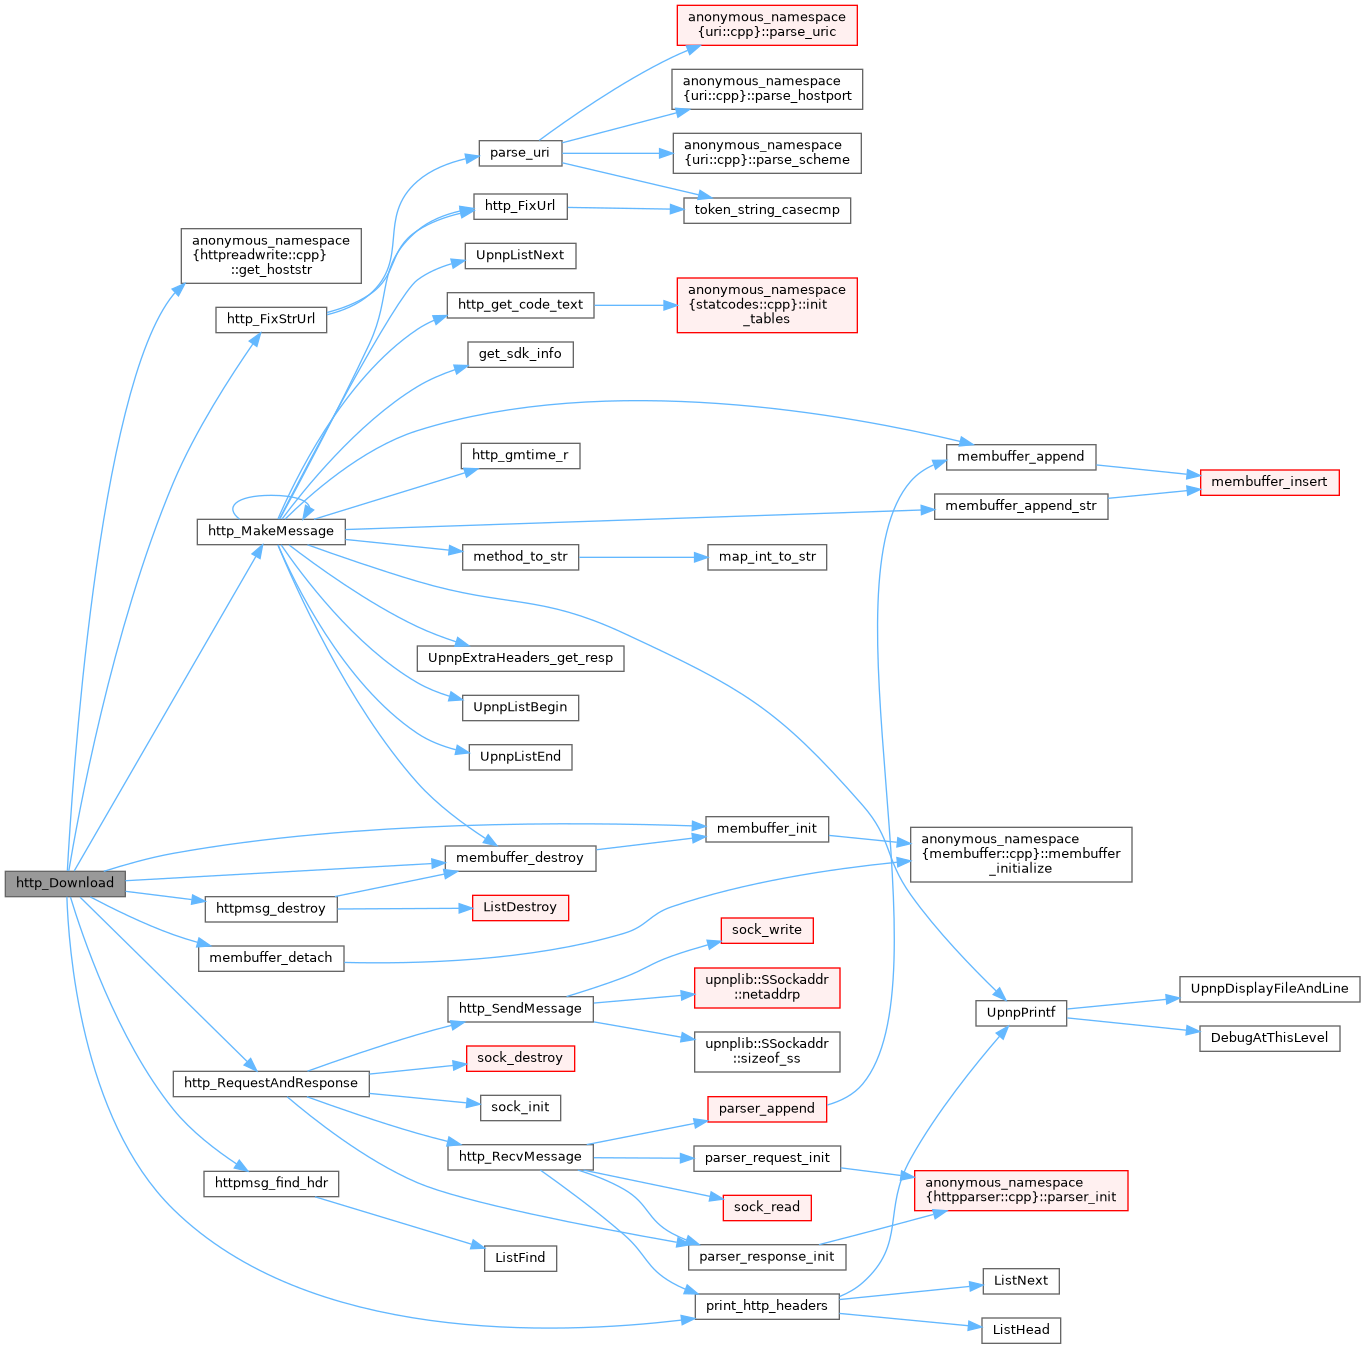 anonymous_namespace
{uri::cpp}::parse_uric
anonymous_namespace
{uri::cpp}::parse_hostport
parse_uri
anonymous_namespace
{uri::cpp}::parse_scheme
http_FixUrl
token_string_casecmp
anonymous_namespace
{httpreadwrite::cpp}
::get_hoststr
UpnpListNext
http_FixStrUrl
http_get_code_text
anonymous_namespace
{statcodes::cpp}::init
_tables
get_sdk_info
http_gmtime_r
membuffer_append
membuffer_insert
membuffer_append_str
http_MakeMessage
method_to_str
map_int_to_str
UpnpExtraHeaders_get_resp
UpnpListBegin
UpnpListEnd
membuffer_init
anonymous_namespace
{membuffer::cpp}::membuffer
_initialize
membuffer_destroy
http_Download
httpmsg_destroy
ListDestroy
membuffer_detach
sock_write
upnplib::SSockaddr
::netaddrp
UpnpDisplayFileAndLine
http_SendMessage
UpnpPrintf
DebugAtThisLevel
upnplib::SSockaddr
::sizeof_ss
sock_destroy
http_RequestAndResponse
sock_init
parser_append
http_RecvMessage
parser_request_init
httpmsg_find_hdr
anonymous_namespace
{httpparser::cpp}::parser_init
sock_read
ListFind
parser_response_init
ListNext
print_http_headers
ListHead